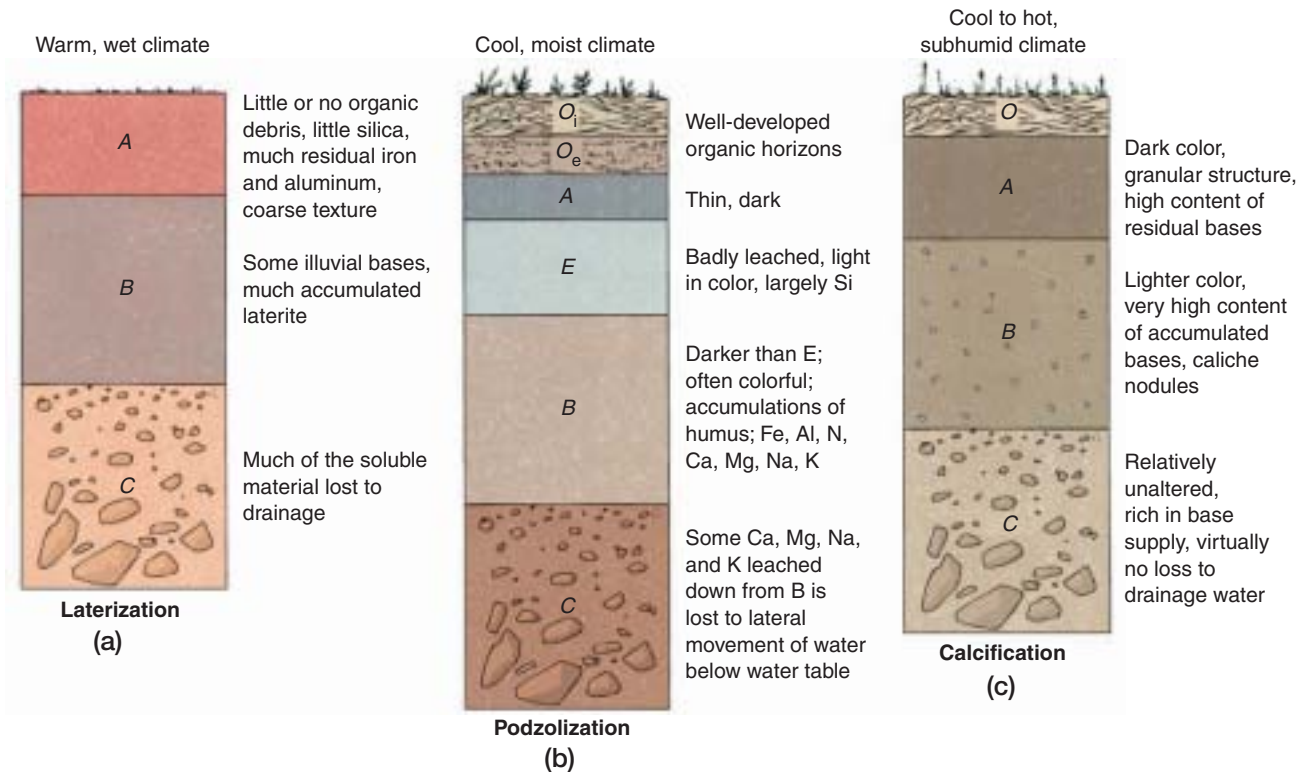 Warm, wet climate
A
Little or no organic
debris, little silica,
much residual iron
and aluminum,
coarse texture
B
Some illuvial bases,
much accumulated
laterite
C
Much of the soluble
material lost to
drainage
Laterization
(a)
Cool, moist climate
Oi
Oe
Well-developed
organic horizons
A
Thin, dark
E
Badly leached, light
in color, largely Si
B
Darker than E;
often colorful;
accumulations of
humus; Fe, Al, N,
Ca, Mg, Na, K
C
Some Ca, Mg, Na,
and K leached
down from B is
lost to lateral
movement of water
below water table
Podzolization
(b)
Cool to hot,
subhumid climate
O
A
Dark color,
granular structure,
high content of
residual bases
B
Lighter color,
very high content
of accumulated
bases, caliche
nodules
C
Relatively
unaltered,
rich in base
supply, virtually
no loss to
drainage water
Calcification
(c)